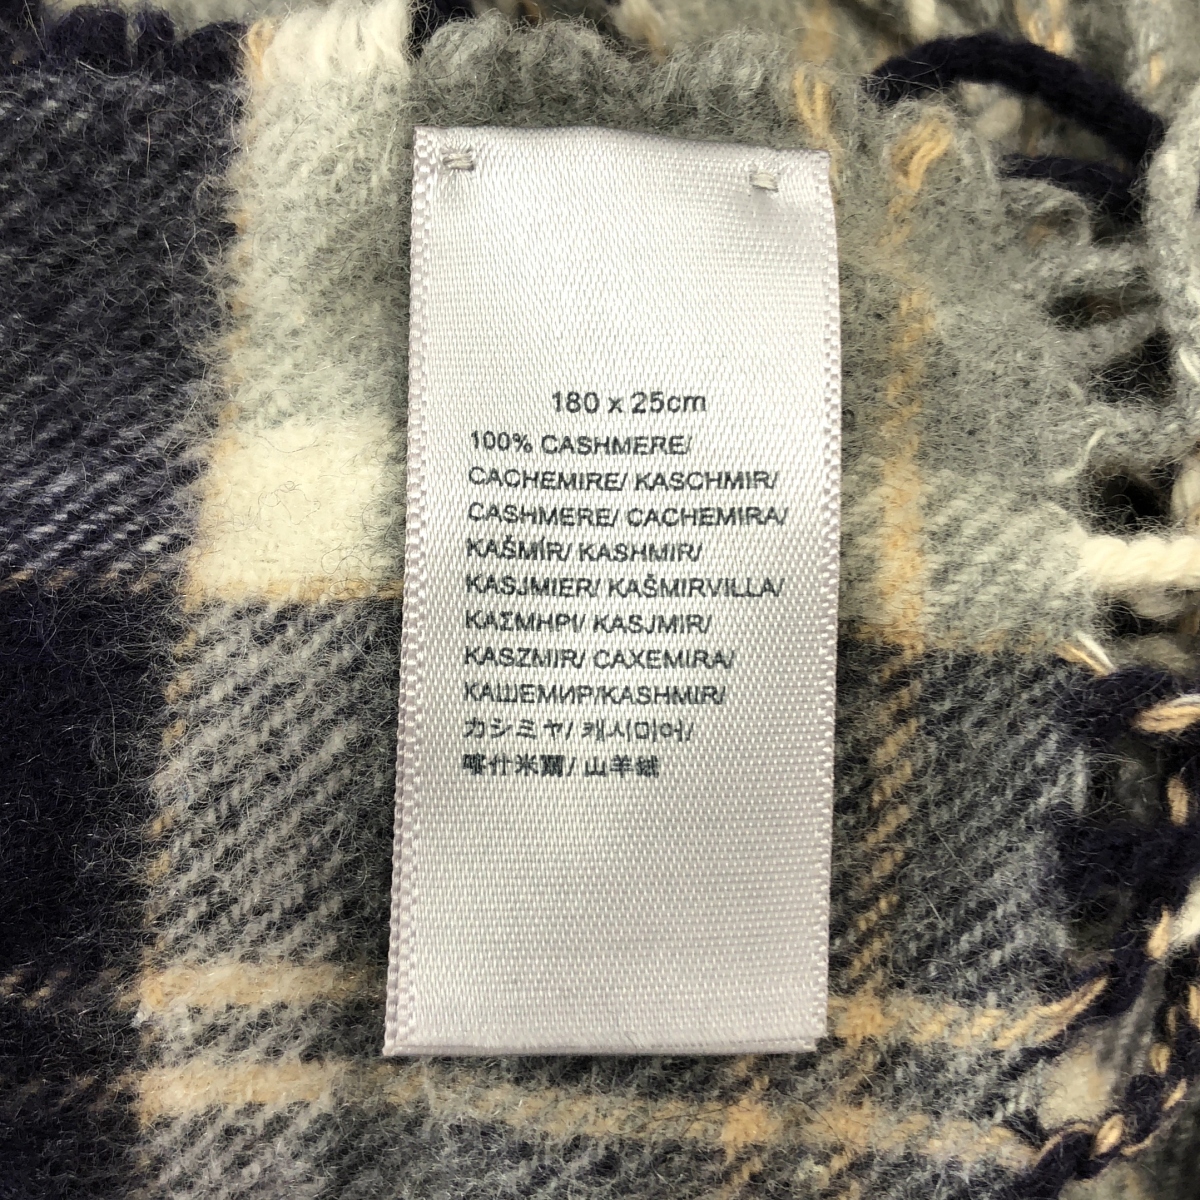 180 x 25cm
100% CASHMERE/
CACHEMIRE/ KASCHMIR/
CASHMERE/ CACHEMIRA/
KAŠMÍR/ KASHMIR/
KASJMIER/ KAŠMIRVILLA/
ΚΑΣΜΗΡΙ/ KASJMIR/
KASZMIR/ CAXEMIRA/
КАШЕМИР/KASHMIR/
カシミヤ/ 캐시미어/
喀什米爾/ 山羊絨